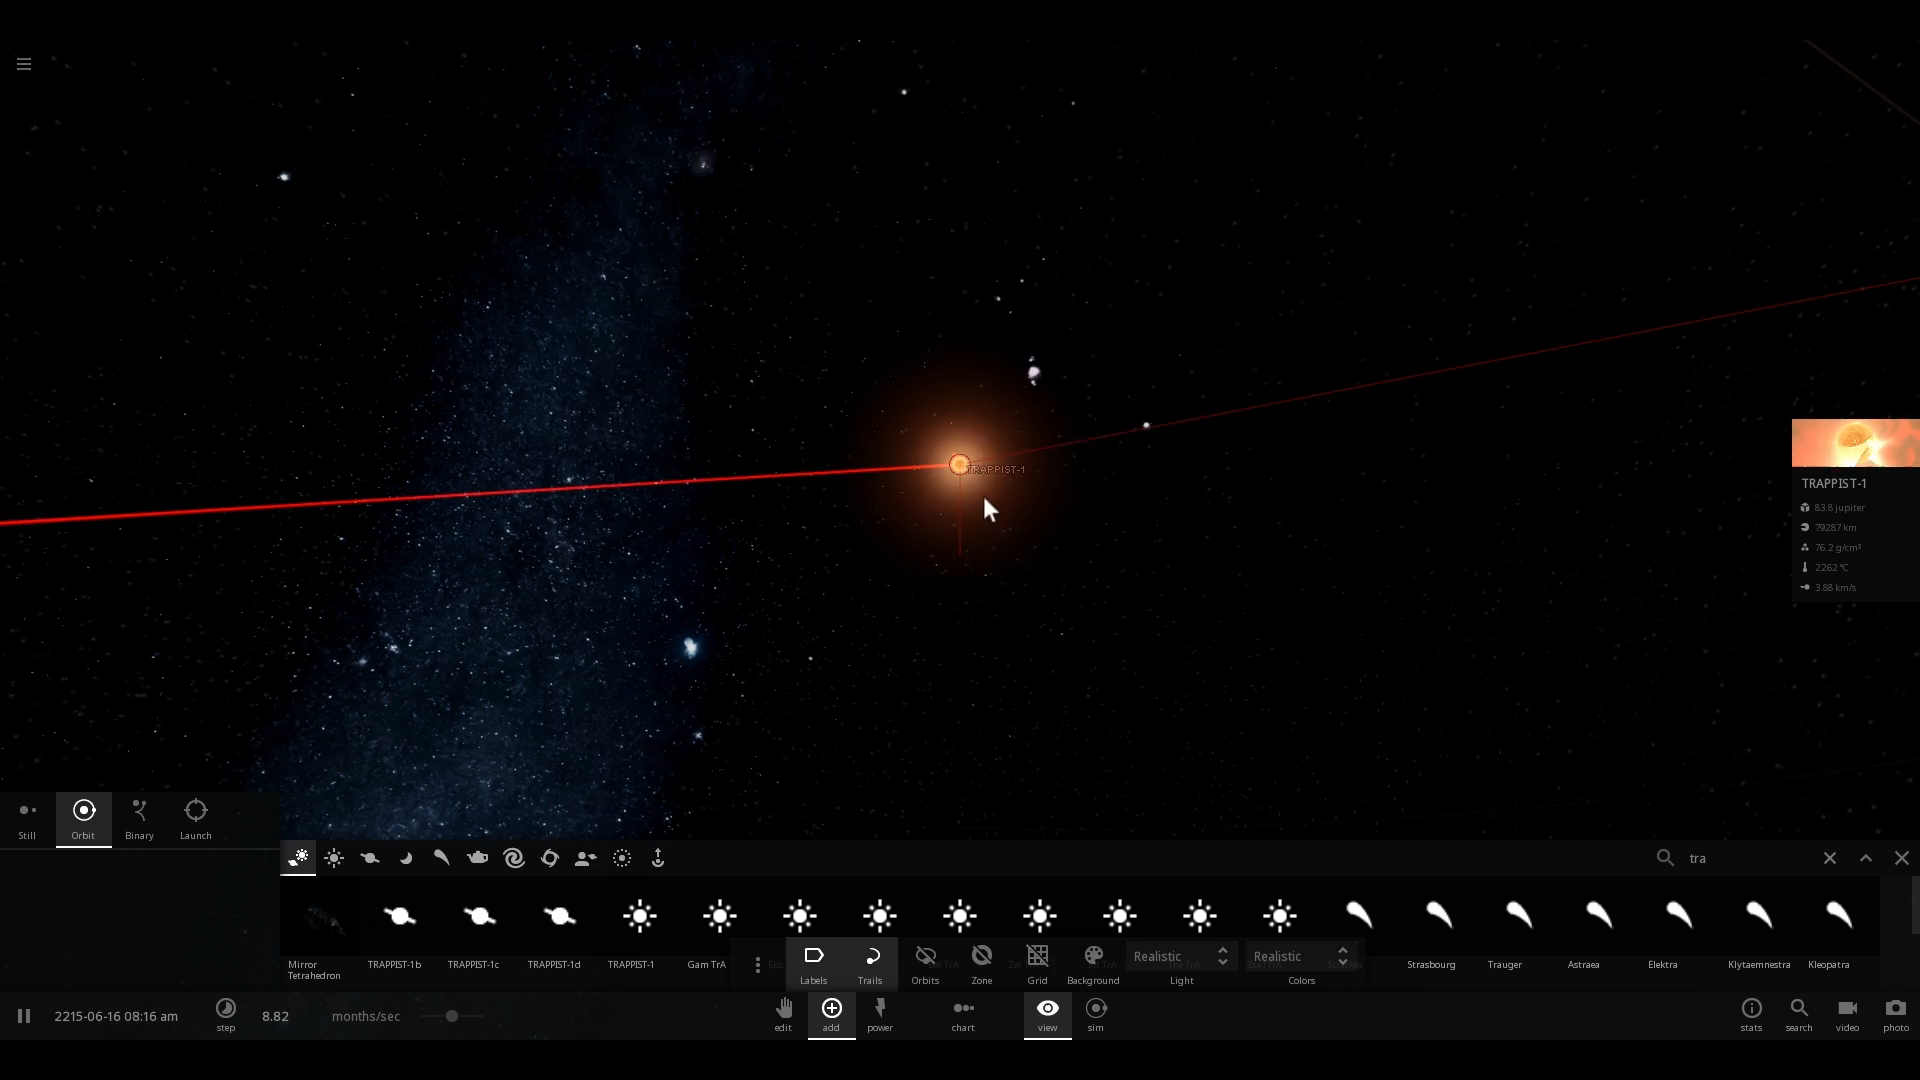 TRAPPIST-1
TRAPPIST-1
83.8 jupiter
79287 km
76.2 g/cm³
2262 °C
3.88 km/s
Still
Orbit
Binary
Launch
tra
Mirror
Tetrahedron
TRAPPIST-1b
TRAPPIST-1c
TRAPPIST-1d
TRAPPIST-1
Gam TrA
Strasbourg
Trauger
Astraea
Elektra
Klytaemnestra
Kleopatra
Realistic
Realistic
Labels
Trails
Orbits
Zone
Grid
Background
Light
Colors
2215-06-16 08:16 am
step
8.82
months/sec
edit
add
power
chart
view
sim
stats
search
video
photo